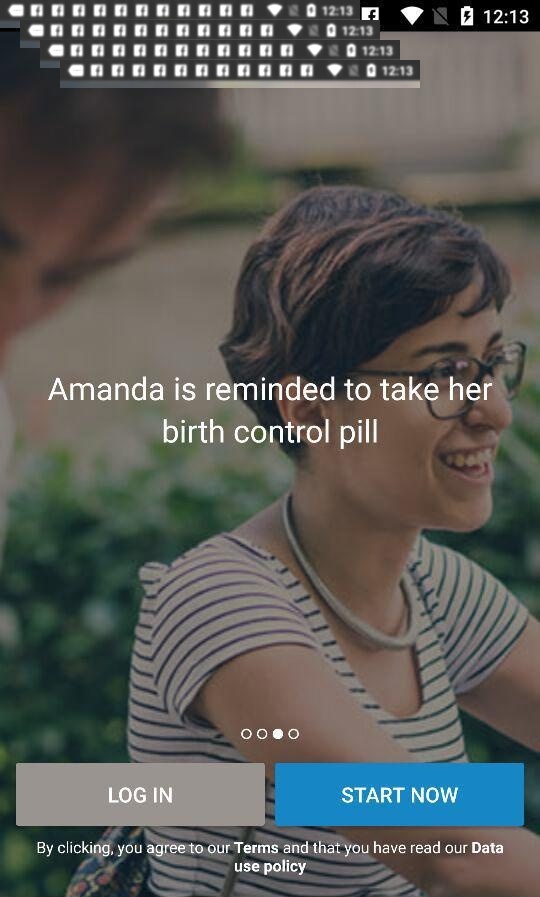 12:13
12:13
12:13
12:13
12:13
Amanda is reminded to take her
birth control pill
LOG IN
START NOW
By clicking, you agree to our Terms and that you have read our Data
use policy